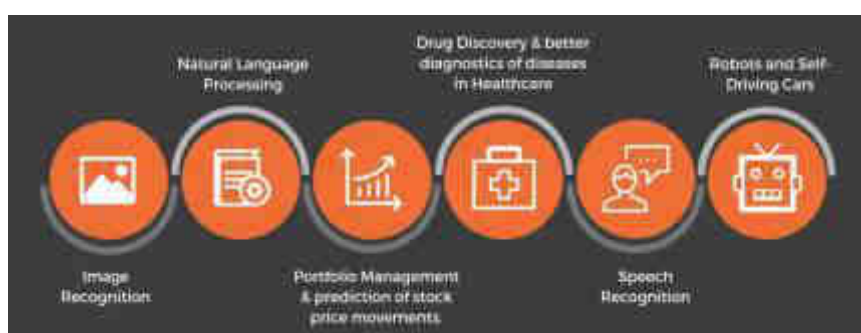 Natural Language
Processing
Drug Discovery & better
diagnostics of diseases
in Healthcare
Robots and Self-
Driving Cars
Image
Recognition
Portfolio Management
& prediction of stock
price movements
Speech
Recognition